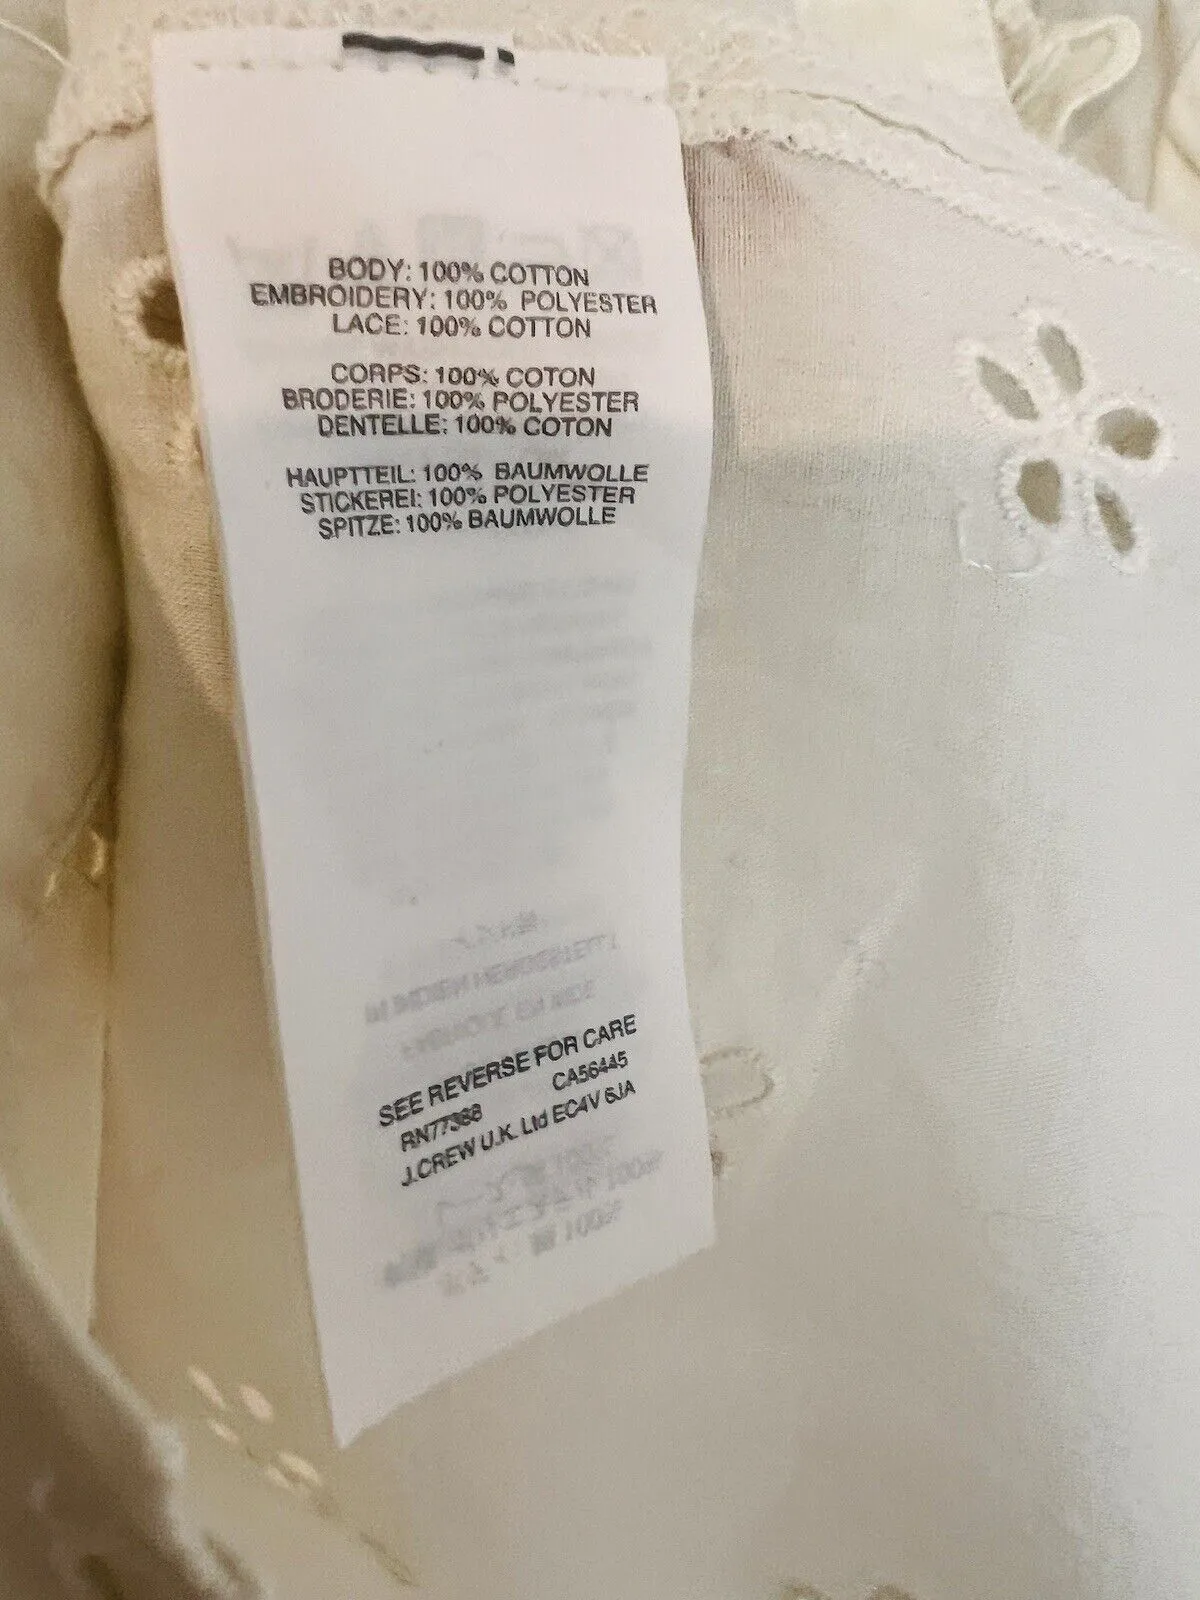 BODY: 100% COTTON
EMBROIDERY: 100% POLYESTER
LACE: 100% COTTON
CORPS: 100% COTON
BRODERIE: 100% POLYESTER
DENTELLE: 100% COTON
HAUPTTEIL: 100% BAUMWOLLE
STICKEREI: 100% POLYESTER
SPITZE: 100% BAUMWOLLE
SEE REVERSE FOR CARE
RN77388 CA56445
J.CREW U.K. Ltd EC4V 6JA